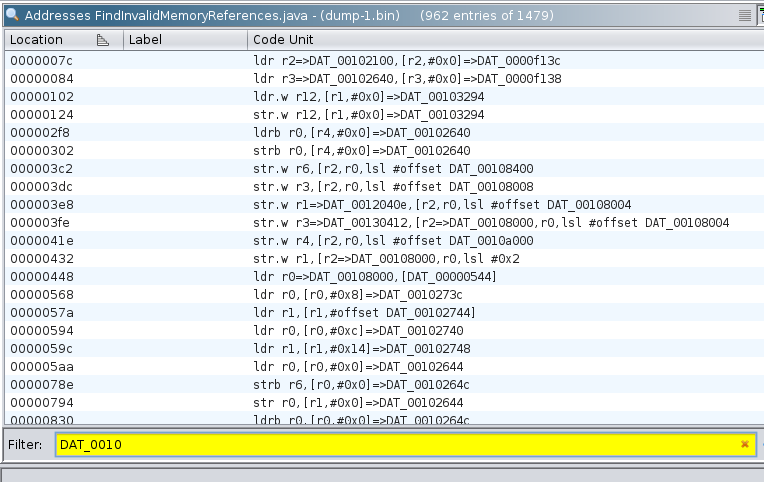 Addresses FindInvalidMemoryReferences.java - (dump-1.bin) (962 entries of 1479)
Location Label Code Unit
0000007c ldr r2=>DAT_00102100,[r2,#0x0]=>DAT_0000f13c
00000084 ldr r3=>DAT_00102640,[r3,#0x0]=>DAT_0000f138
00000102 ldr.w r12,[r1,#0x0]=>DAT_00103294
00000124 str.w r12,[r1,#0x0]=>DAT_00103294
000002f8 ldrb r0,[r4,#0x0]=>DAT_00102640
00000302 strb r0,[r4,#0x0]=>DAT_00102640
000003c2 str.w r6,[r2,r0,lsl #offset DAT_00108400
000003dc str.w r3,[r2,r0,lsl #offset DAT_00108008
000003e8 str.w r1=>DAT_0012040e,[r2,r0,lsl #offset DAT_00108004
000003fe str.w r3=>DAT_00130412,[r2=>DAT_00108000,r0,lsl #offset DAT_00108004
0000041e str.w r4,[r2,r0,lsl #offset DAT_0010a000
00000432 str.w r1,[r2=>DAT_00108000,r0,lsl #0x2
00000448 ldr r0=>DAT_00108000,[DAT_00000544]
00000568 ldr r0,[r0,#0x8]=>DAT_0010273c
0000057a ldr r1,[r1,#offset DAT_00102744]
00000594 ldr r0,[r0,#0xc]=>DAT_00102740
0000059c ldr r1,[r1,#0x14]=>DAT_00102748
000005aa ldr r0,[r0,#0x0]=>DAT_00102644
0000078e strb r6,[r0,#0x0]=>DAT_0010264c
00000794 str r0,[r1,#0x0]=>DAT_00102644
00000830 ldrb r0,[r0,#0x0]=>DAT_0010264c
Filter: DAT_0010